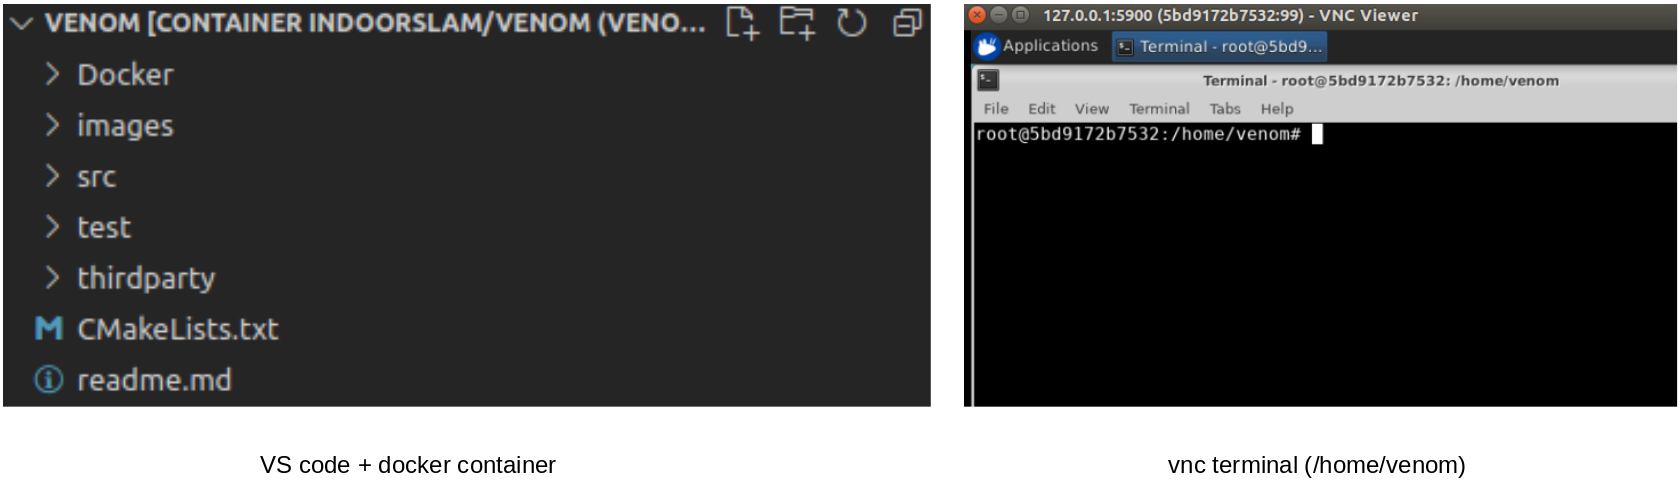 VENOM [CONTAINER INDOORSLAM/VENOM (VENO...
Docker
images
src
test
thirdparty
CMakeLists.txt
readme.md
127.0.0.1:5900 (5bd9172b7532:99) - VNC Viewer
Applications
Terminal - root@5bd9...
Terminal - root@5bd9172b7532: /home/venom
File Edit View Terminal Tabs Help
root@5bd9172b7532:/home/venom#
VS code + docker container
vnc terminal (/home/venom)